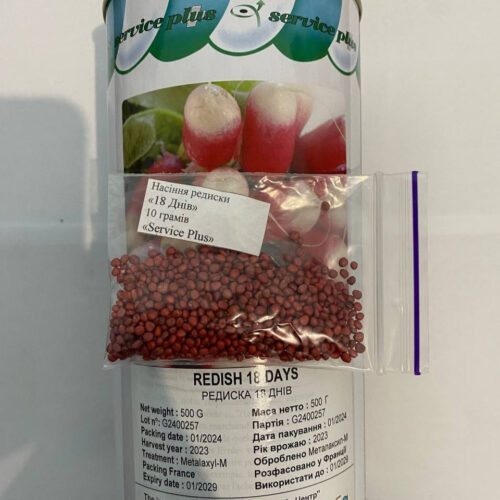 service plus
service plus
Насіння редиски
«18 Днів»
10 грамів
«Service Plus»
REDISH 18 DAYS
РЕДИСКА 18 ДНІВ
Net weight : 500 G
Lot n°: G2400257
Packing date : 01/2024
Harvest year : 2023
Treatment : Metalaxyl-M
Packing France
Expiry date : 01/2029
Маса нетто : 500 Г
Партія : G2400257
Дата пакування : 01/2024
Рік врожаю : 2023
Оброблено Металаксил-М
Розфасовано у Франції
Використати до : 01/2029
Центр"